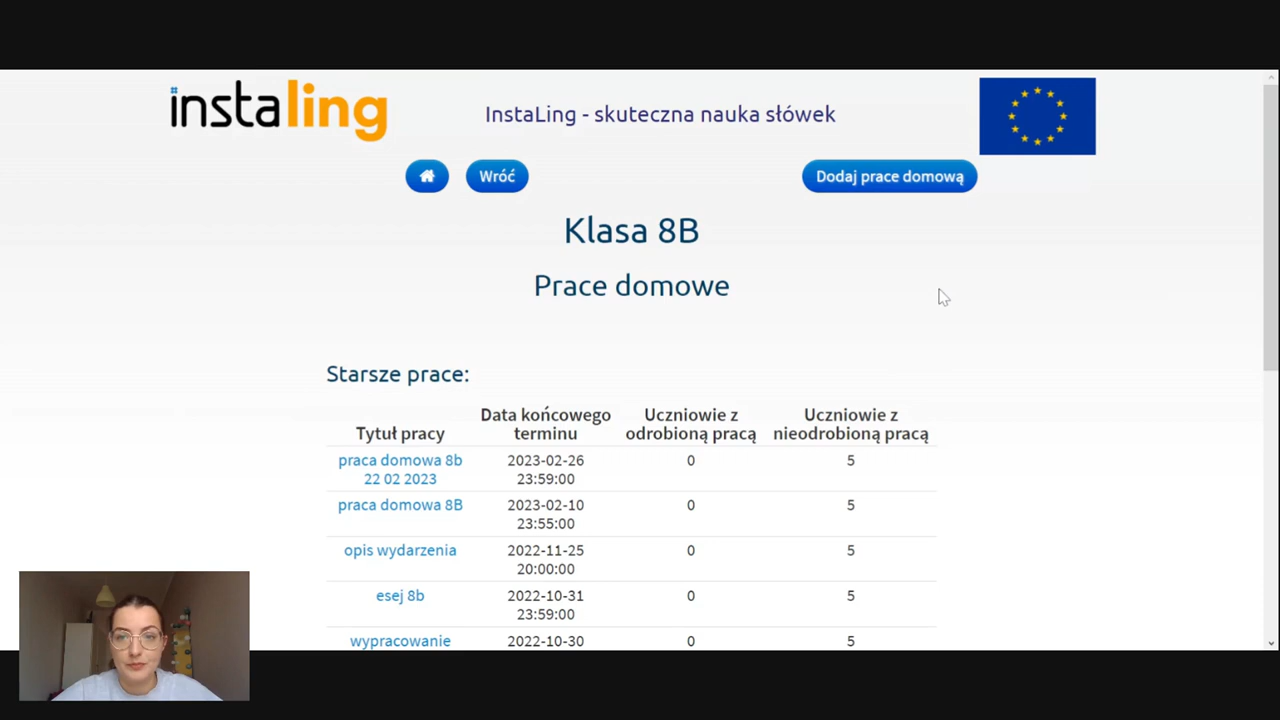 instaling
InstaLing - skuteczna nauka słówek
Wróć
Dodaj prace domową
Klasa 8B
Prace domowe
Starsze prace:
Tytuł pracy
Data końcowego
terminu
Uczniowie z
odrobioną pracą
Uczniowie z
nieodrobioną pracą
praca domowa 8b
22 02 2023
2023-02-26
23:59:00
0
5
praca domowa 8B
2023-02-10
23:55:00
0
5
opis wydarzenia
2022-11-25
20:00:00
0
5
esej 8b
2022-10-31
23:59:00
0
5
wypracowanie
2022-10-30
0
5